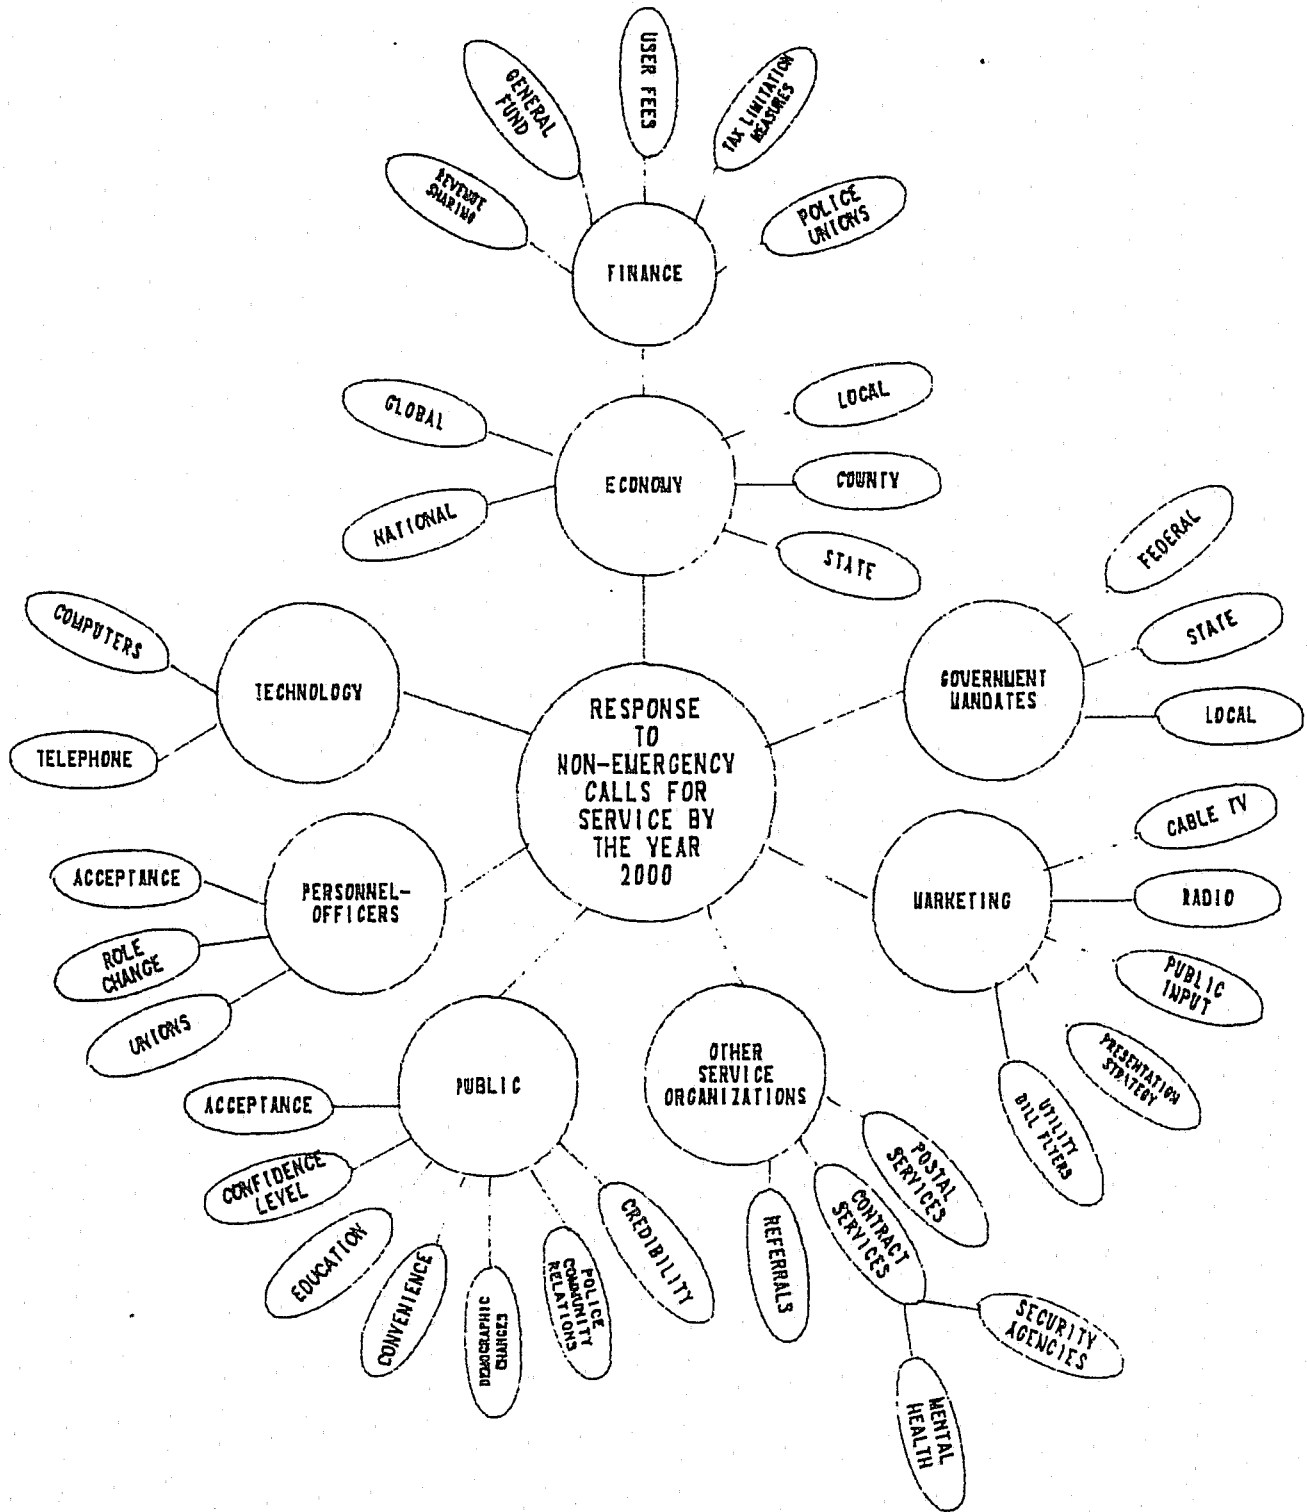 USER FEES
GENERAL
FUND
TAX LIMITATION
MEASURES
REVENUE
SHARING
POLICE
UNIONS
FINANCE
GLOBAL
LOCAL
ECONOMY
COUNTY
NATIONAL
STATE
FEDERAL
COMPUTERS
STATE
TECHNOLOGY
GOVERNMENT
MANDATES
LOCAL
TELEPHONE
RESPONSE
TO
NON-EMERGENCY
CALLS FOR
SERVICE BY
THE YEAR
2000
CABLE TV
ACCEPTANCE
PERSONNEL-
OFFICERS
MARKETING
RADIO
ROLE
CHANGE
PUBLIC
INPUT
UNIONS
PRESENTATION
STRATEGY
UTILITY
BILL FLYERS
PUBLIC
OTHER
SERVICE
ORGANIZATIONS
ACCEPTANCE
CONFIDENCE
LEVEL
EDUCATION
CONVENIENCE
DEMOGRAPHIC
CHANGES
POLICE
COMMUNITY
RELATIONS
CREDIBILITY
REFERRALS
CONTRACT
SERVICES
POSTAL
SERVICES
SECURITY
AGENCIES
MENTAL
HEALTH